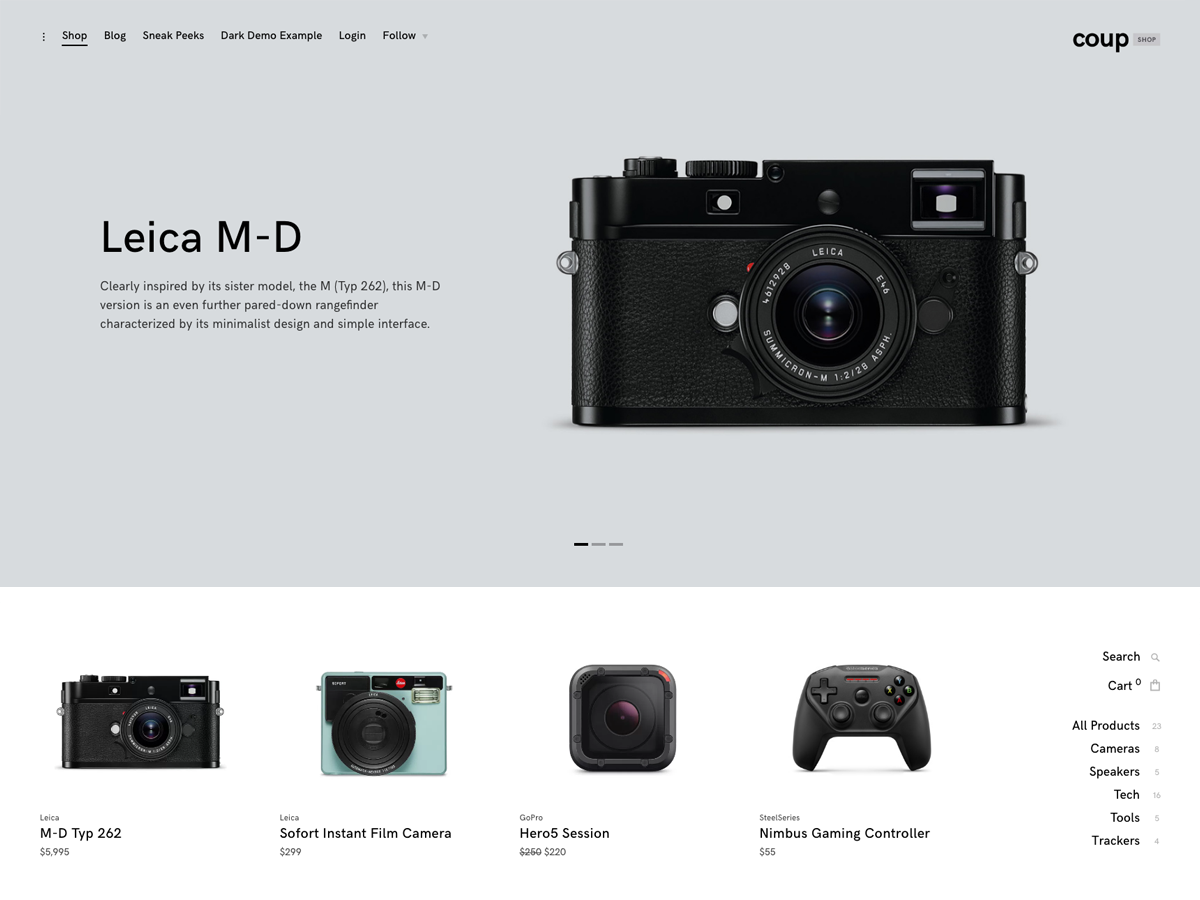 Shop Blog Sneak Peeks Dark Demo Example Login Follow
coup SHOP
LEICA
4612928
E46
SUMMICRON-M 1:2/28 ASPH.
Leica M-D
Clearly inspired by its sister model, the M (Typ 262), this M-D
version is an even further pared-down rangefinder
characterized by its minimalist design and simple interface.
Leica
M-D Typ 262
$5,995
Leica
Sofort Instant Film Camera
$299
GoPro
Hero5 Session
$250 $220
SteelSeries
Nimbus Gaming Controller
$55
Search
Cart 0
All Products 23
Cameras 8
Speakers 5
Tech 16
Tools 5
Trackers 4